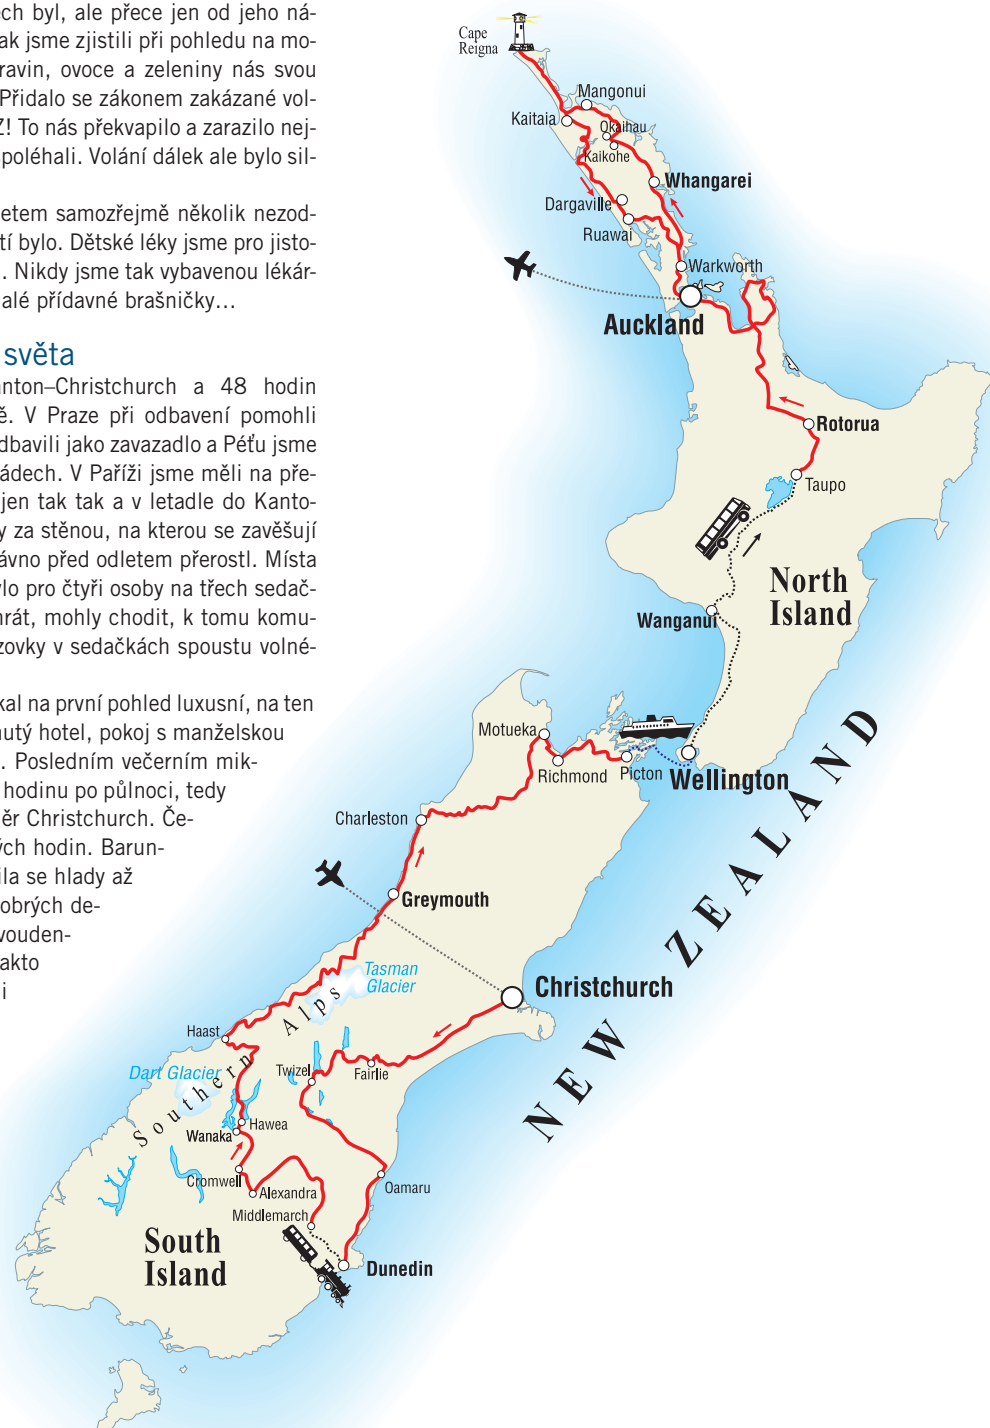 ech byl, ale přece jen od jeho ná-
ak jsme zjistili při pohledu na mo-
ravin, ovoce a zeleniny nás svou
Přidalo se zákonem zakázané vol-
Z! To nás překvapilo a zarazilo nej-
spoléhali. Volání dálek ale bylo sil-
etem samozřejmě několik nezod-
tí bylo. Dětské léky jsme pro jisto-
. Nikdy jsme tak vybavenou lékár-
alé přídavné brašničky…
světa
anton–Christchurch a 48 hodin
ě. V Praze při odbavení pomohli
dbavili jako zavazadlo a Péťu jsme
ádech. V Paříži jsme měli na pře-
jen tak tak a v letadle do Kanto-
y za stěnou, na kterou se zavěšují
ávno před odletem přerostl. Místa
ylo pro čtyři osoby na třech sedač-
hrát, mohly chodit, k tomu komu-
zovky v sedačkách spoustu volné-
kal na první pohled luxusní, na ten
nutý hotel, pokoj s manželskou
. Posledním večerním mik-
hodinu po půlnoci, tedy
ěr Christchurch. Če-
ých hodin. Barun-
ila se hlady až
obrých de-
vouden-
akto
i
Cape
Reigna
Mangonui
Kaitaia
Okaihau
Kaikohe
Whangarei
Dargaville
Ruawai
Warkworth
Auckland
Rotorua
Taupo
North
Island
Wanganui
Motueka
Richmond
Picton
Wellington
Charleston
Greymouth
NEW ZEALAND
Tasman
Glacier
Christchurch
Southern Alps
Haast
Dart Glacier
Twizel
Fairlie
Hawea
Wanaka
Cromwell
Alexandra
Oamaru
Middlemarch
South
Island
Dunedin